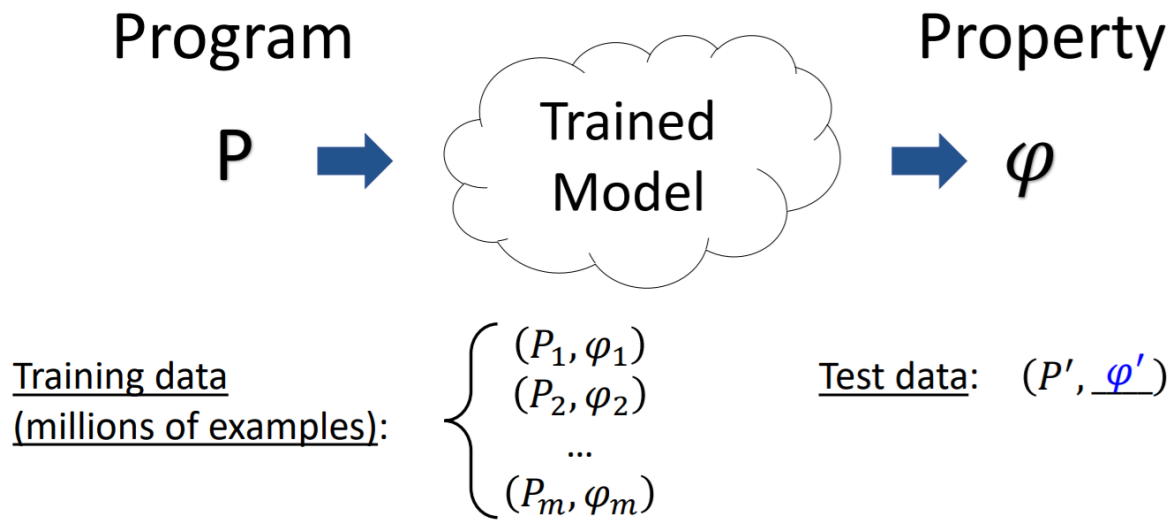 Program
Property
P
Trained
Model
φ
Training data
(millions of examples):
(P₁, φ₁)
(P₂, φ₂)
...
(Pₘ, φₘ)
Test data: (P′, φ′)